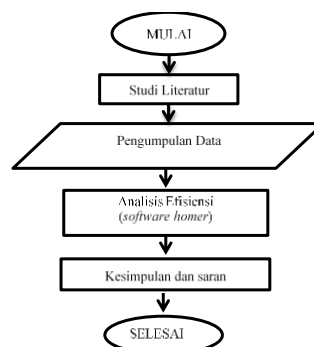 MULAI
Studi Literatur
Pengumpulan Data
Analisis Efisiensi
(software homer)
Kesimpulan dan saran
SELESAI